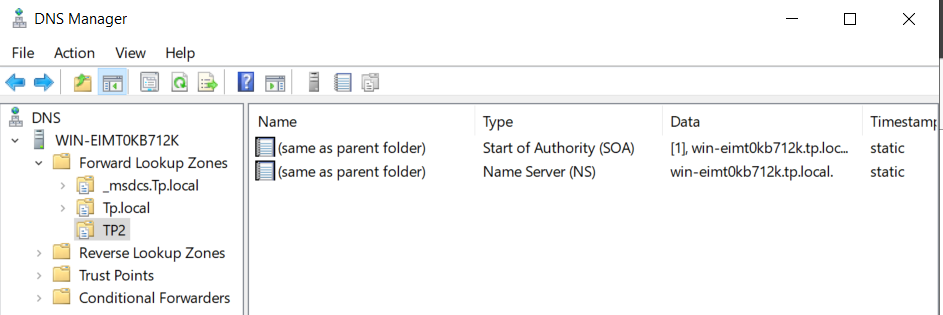 DNS Manager
File Action View Help
DNS
WIN-EIMT0KB712K
Forward Lookup Zones
_msdcs.Tp.local
Tp.local
TP2
Reverse Lookup Zones
Trust Points
Conditional Forwarders
Name Type Data Timestamp
(same as parent folder) Start of Authority (SOA) [1], win-eimt0kb712k.tp.loc... static
(same as parent folder) Name Server (NS) win-eimt0kb712k.tp.local. static